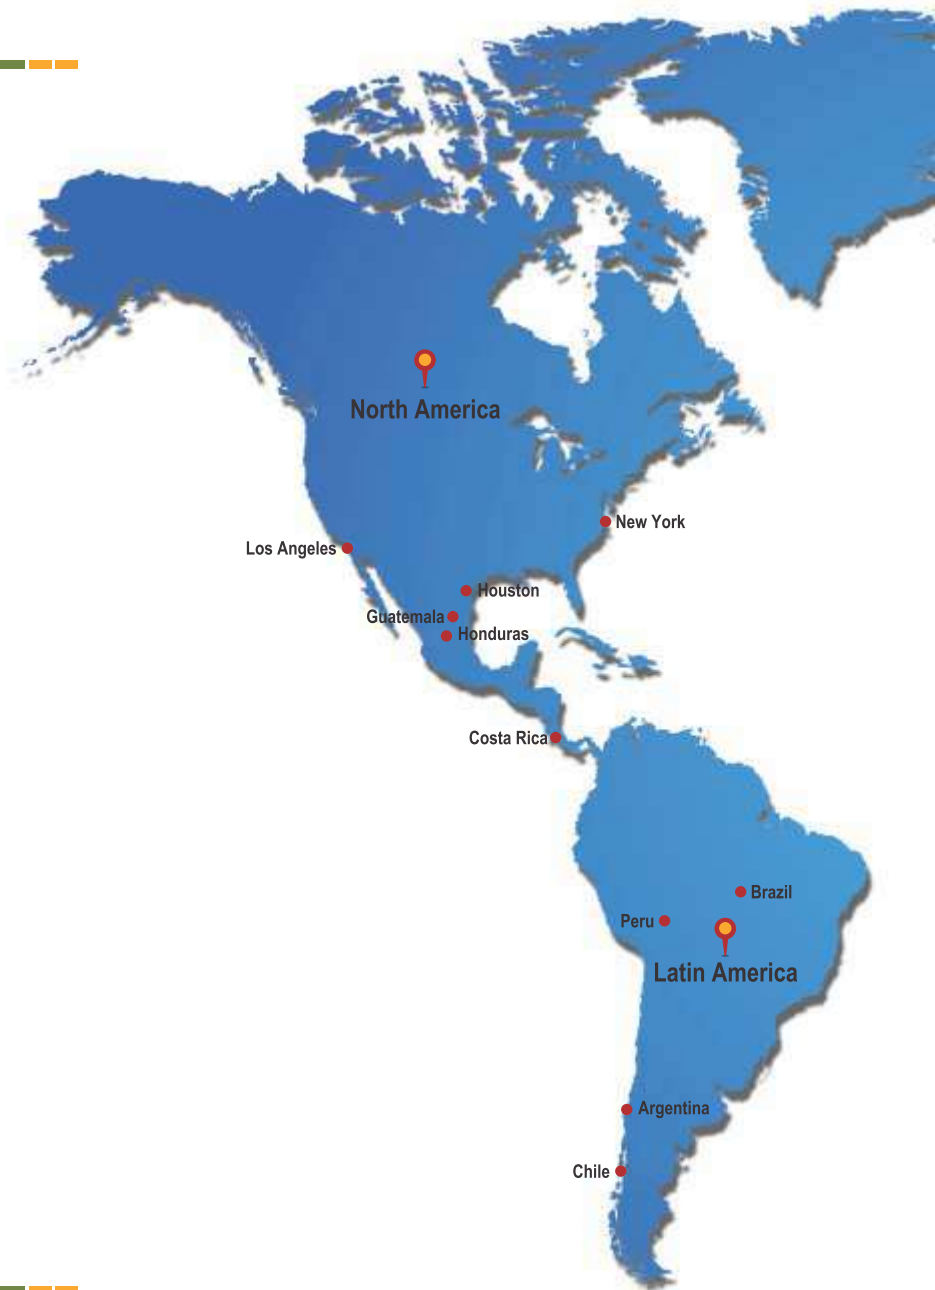 North America
New York
Los Angeles
Houston
Guatemala
Honduras
Costa Rica
Brazil
Peru
Latin America
Argentina
Chile